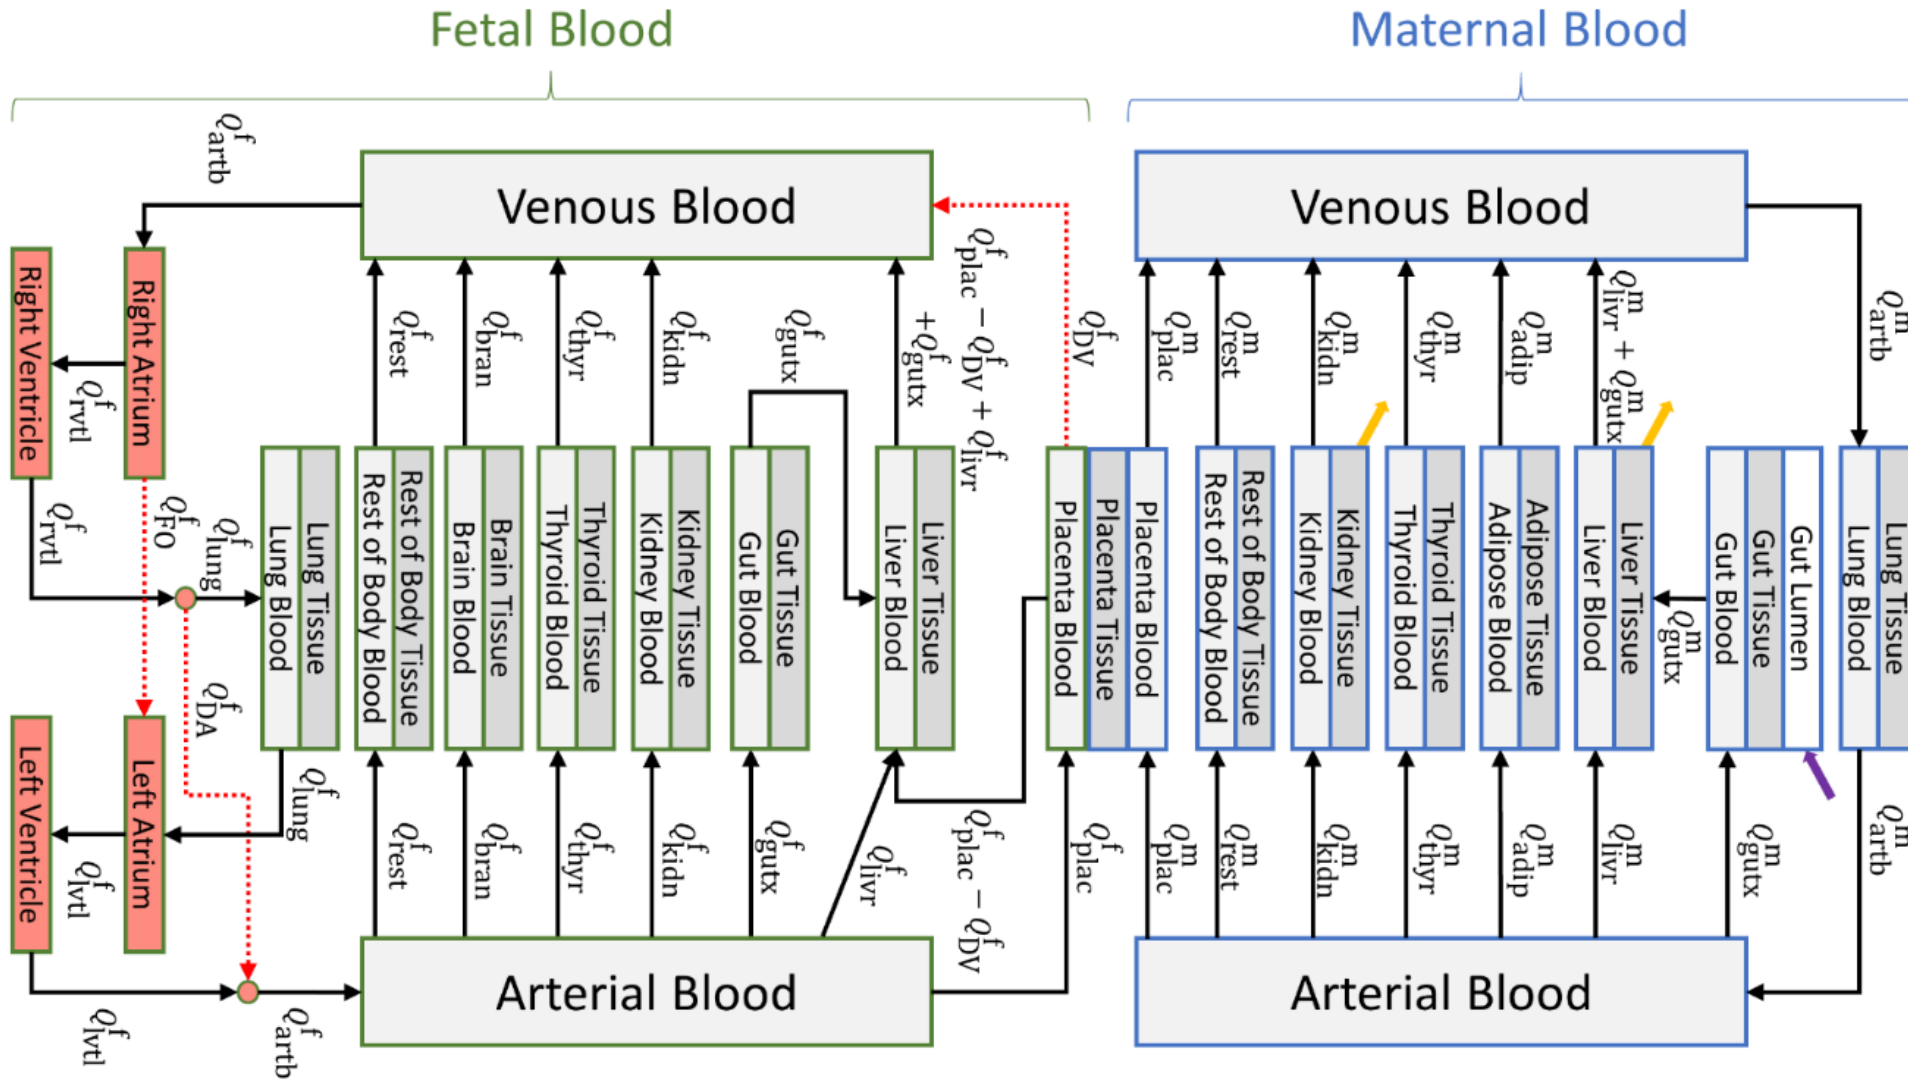 Fetal Blood
Maternal Blood
Q^f_artb
Venous Blood
Venous Blood
Q^m_artb
Right Ventricle
Right Atrium
Q^f_rvtl
Q^f_rest
Q^f_bran
Q^f_thyr
Q^f_kidn
Q^f_gutx
Q^f_plac − Q^f_DV + Q^f_livr
+Q^f_gutx
Q^f_DV
Q^m_plac
Q^m_rest
Q^m_kidn
Q^m_thyr
Q^m_adip
Q^m_livr + Q^m_gutx
Q^f_rvtl
Q^f_FO
Q^f_lung
Lung Blood
Lung Tissue
Rest of Body Blood
Rest of Body Tissue
Brain Blood
Brain Tissue
Thyroid Blood
Thyroid Tissue
Kidney Blood
Kidney Tissue
Gut Blood
Gut Tissue
Liver Blood
Liver Tissue
Placenta Blood
Placenta Tissue
Placenta Blood
Rest of Body Blood
Rest of Body Tissue
Kidney Blood
Kidney Tissue
Thyroid Blood
Thyroid Tissue
Adipose Blood
Adipose Tissue
Liver Blood
Liver Tissue
Q^m_gutx
Gut Blood
Gut Tissue
Gut Lumen
Lung Blood
Lung Tissue
Q^f_DA
Left Ventricle
Left Atrium
Q^f_lvtl
Q^f_lung
Q^f_rest
Q^f_bran
Q^f_thyr
Q^f_kidn
Q^f_gutx
Q^f_livr
Q^f_plac − Q^f_DV
Q^f_plac
Q^m_plac
Q^m_rest
Q^m_kidn
Q^m_thyr
Q^m_adip
Q^m_livr
Q^m_gutx
Q^m_artb
Q^f_lvtl
Q^f_artb
Arterial Blood
Arterial Blood